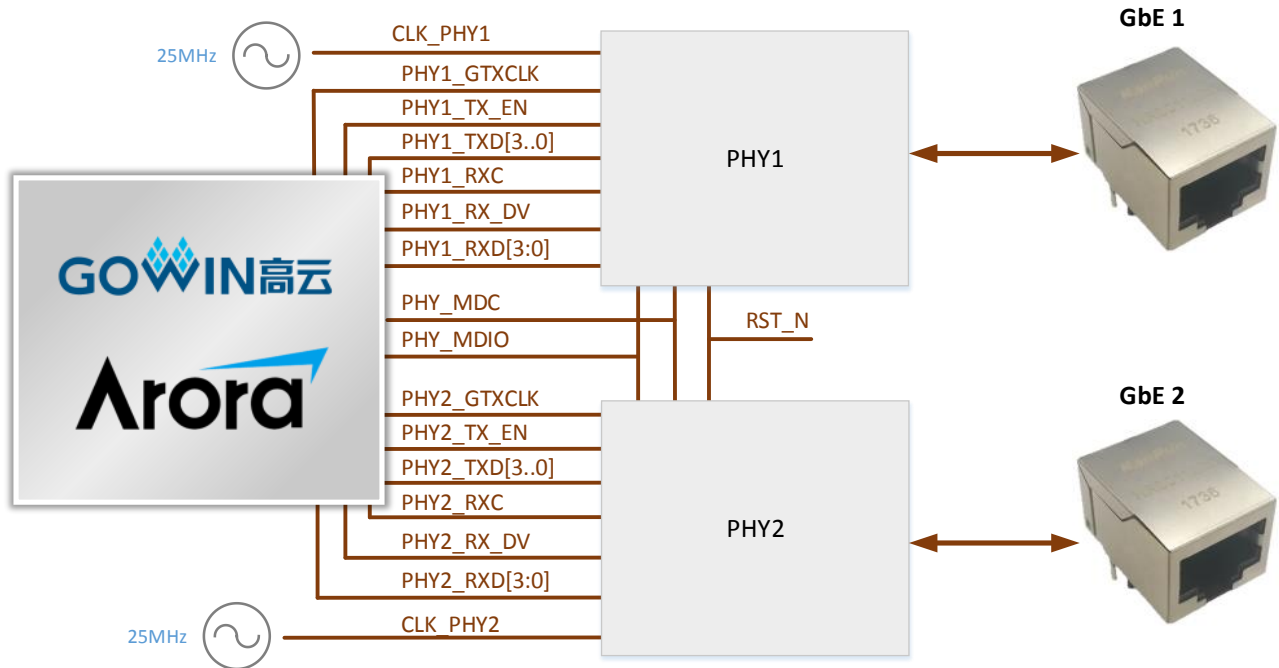 GbE 1
CLK_PHY1
25MHz
PHY1_GTXCLK
PHY1_TX_EN
PHY1_TXD[3..0]
PHY1
PHY1_RXC
1736
PHY1_RX_DV
PHY1_RXD[3:0]
GOWIN高云
PHY_MDC
RST_N
PHY_MDIO
Arora
PHY2_GTXCLK
GbE 2
PHY2_TX_EN
PHY2_TXD[3..0]
PHY2_RXC
1736
PHY2
PHY2_RX_DV
PHY2_RXD[3:0]
CLK_PHY2
25MHz